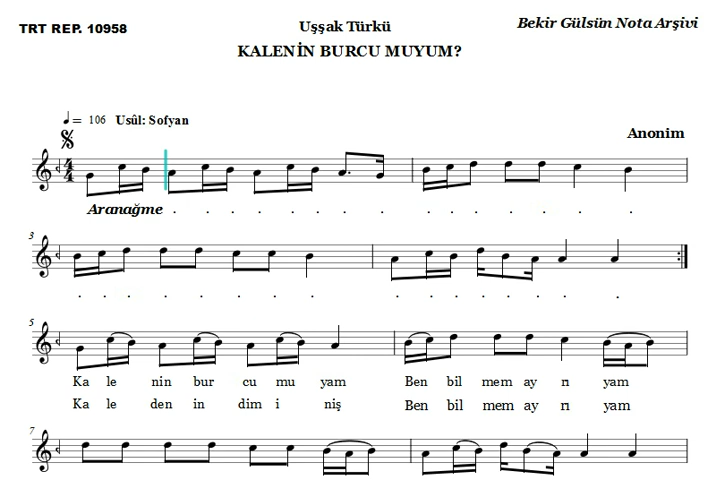 TRT REP. 10958
Uşşak Türkü
Bekir Gülsün Nota Arşivi
KALENİN BURCU MUYUM?
= 106 Usûl: Sofyan
Anonim
4
4
Aranağme . . . . . . . . . . . . . .
3
. . . . . . . . . . . . . .
5
Ka le nin bur cu mu yam Ben bil mem ay rı yam
Ka le den in dim i niş Ben bil mem ay rı yam
7